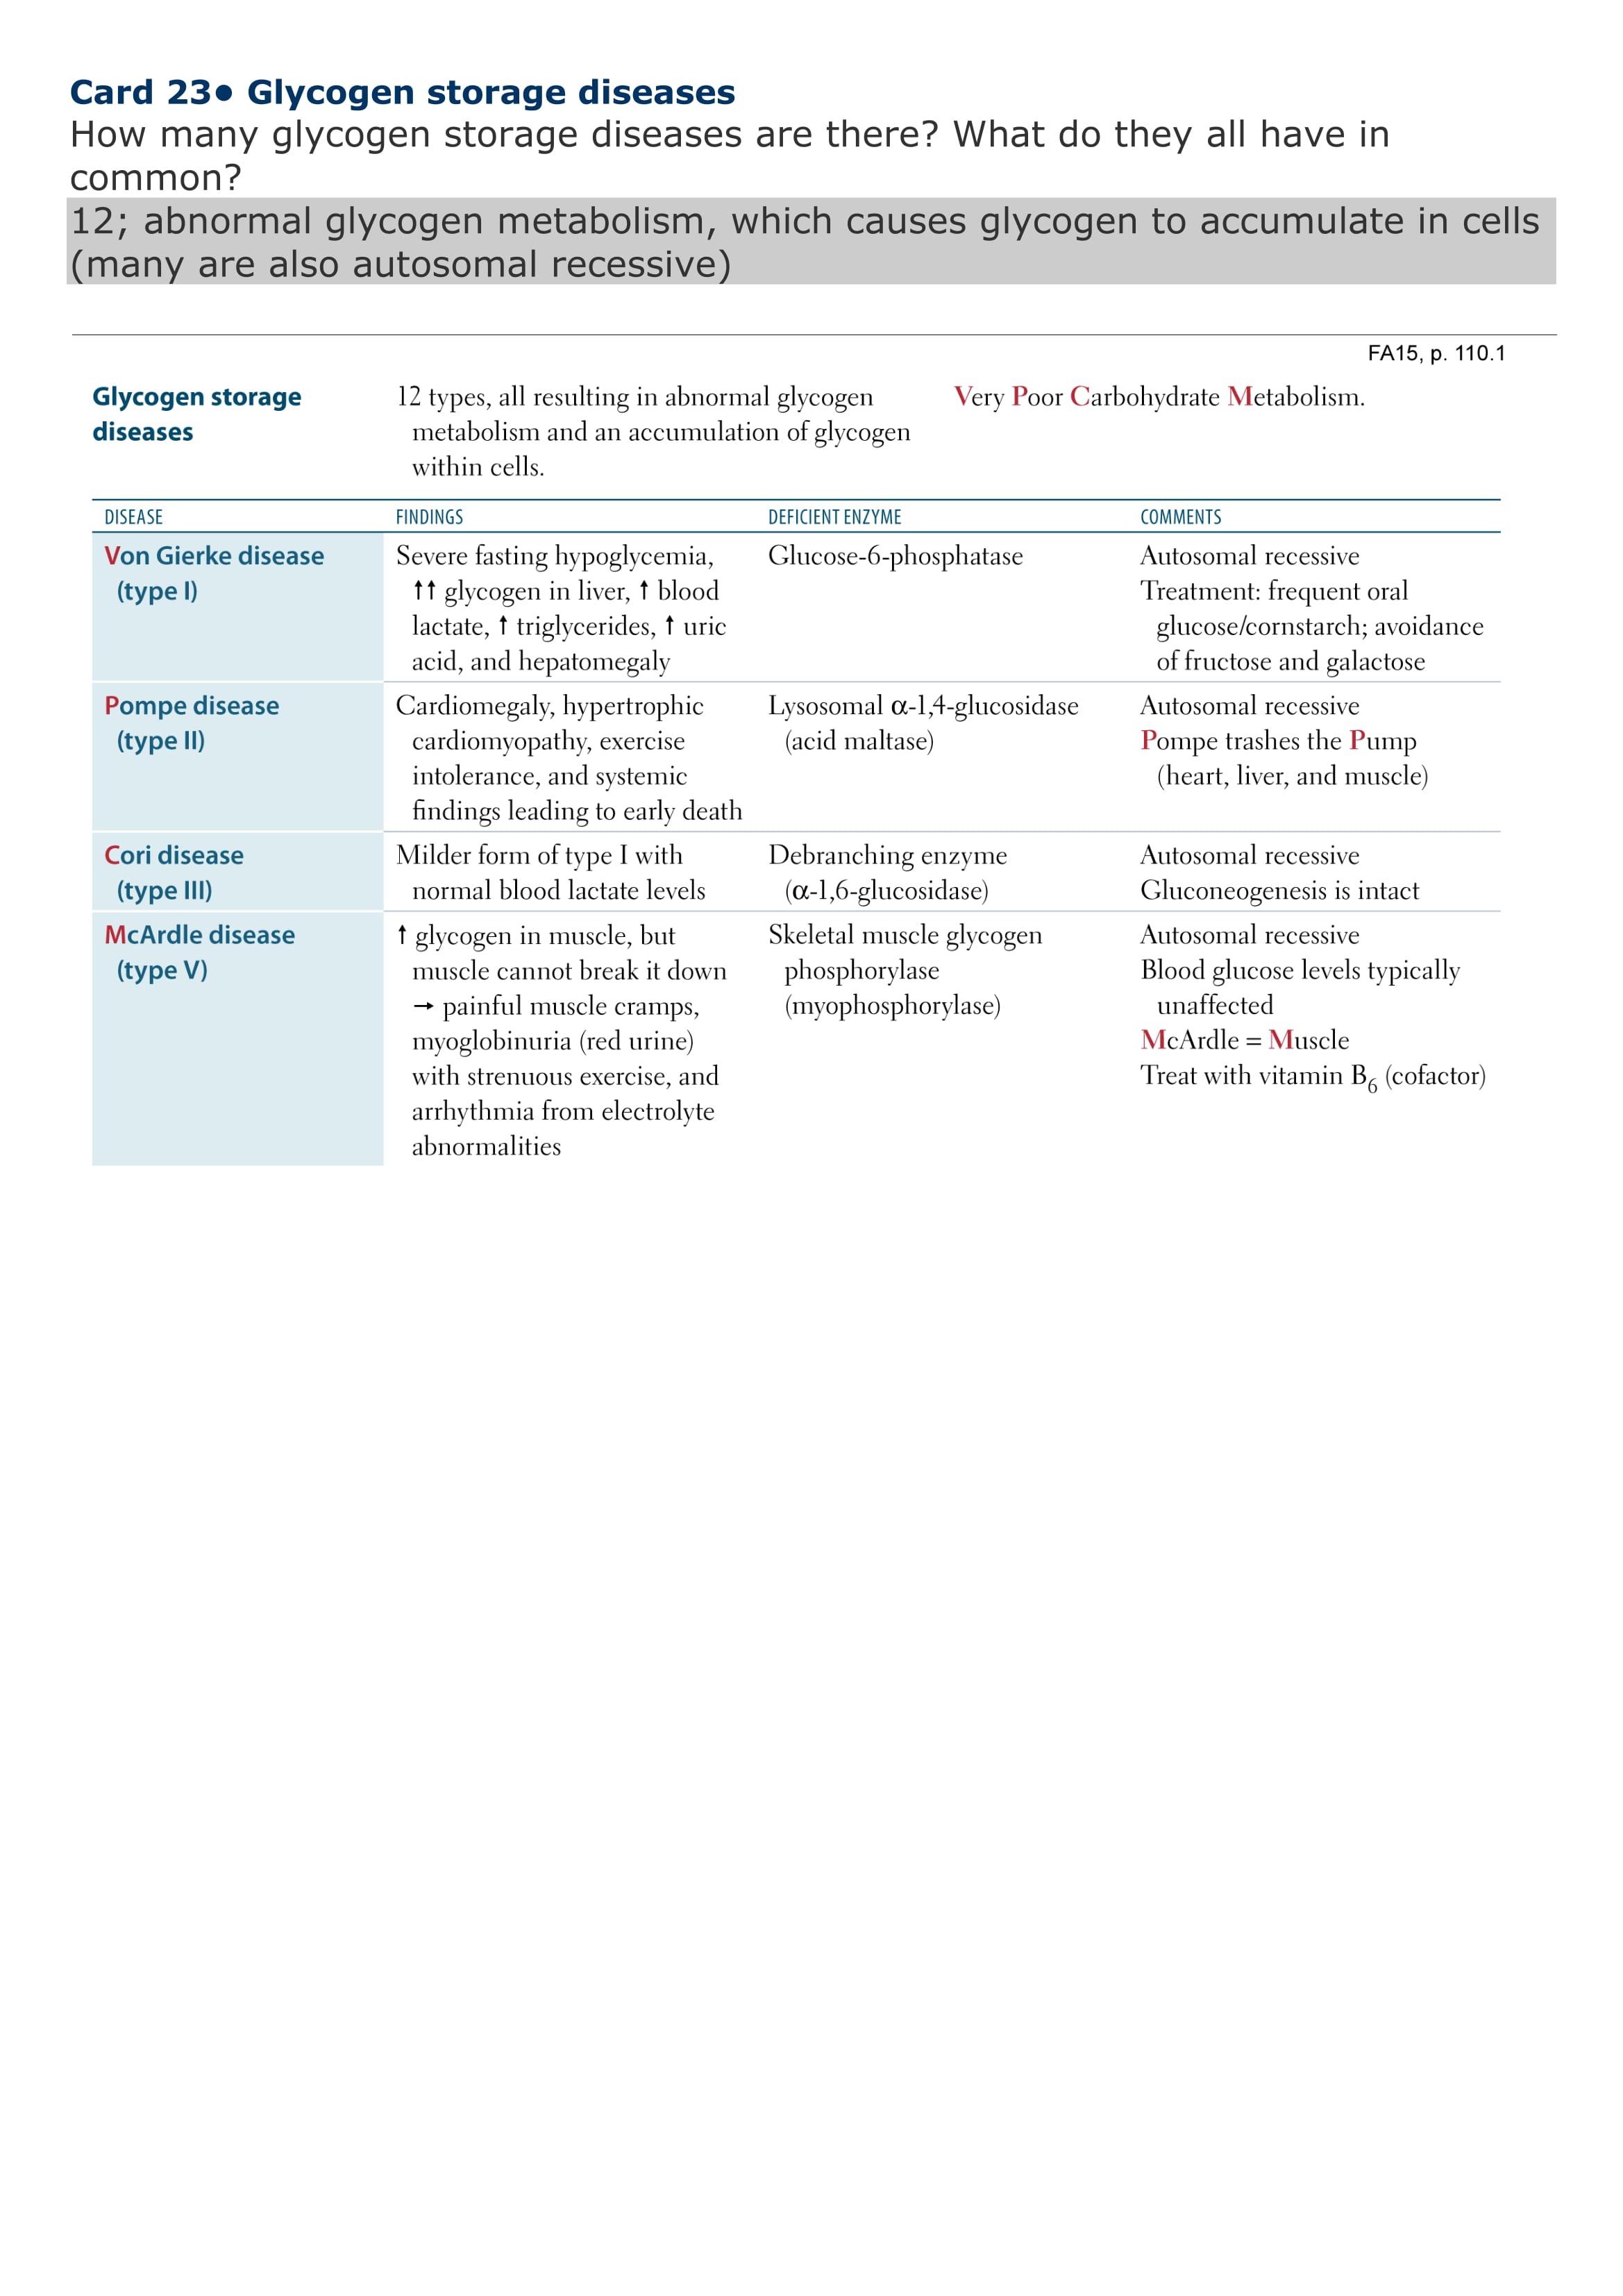 Card 23● Glycogen storage diseases
How many glycogen storage diseases are there? What do they all have in
common?
12; abnormal glycogen metabolism, which causes glycogen to accumulate in cells
(many are also autosomal recessive)
FA15, p. 110.1
Glycogen storage
diseases
12 types, all resulting in abnormal glycogen
metabolism and an accumulation of glycogen
within cells.
Very Poor Carbohydrate Metabolism.
DISEASE FINDINGS DEFICIENT ENZYME COMMENTS
Von Gierke disease
(type I)
Severe fasting hypoglycemia,
↑↑ glycogen in liver, ↑ blood
lactate, ↑ triglycerides, ↑ uric
acid, and hepatomegaly
Glucose-6-phosphatase
Autosomal recessive
Treatment: frequent oral
glucose/cornstarch; avoidance
of fructose and galactose
Pompe disease
(type II)
Cardiomegaly, hypertrophic
cardiomyopathy, exercise
intolerance, and systemic
findings leading to early death
Lysosomal α-1,4-glucosidase
(acid maltase)
Autosomal recessive
Pompe trashes the Pump
(heart, liver, and muscle)
Cori disease
(type III)
Milder form of type I with
normal blood lactate levels
Debranching enzyme
(α-1,6-glucosidase)
Autosomal recessive
Gluconeogenesis is intact
McArdle disease
(type V)
↑ glycogen in muscle, but
muscle cannot break it down
→ painful muscle cramps,
myoglobinuria (red urine)
with strenuous exercise, and
arrhythmia from electrolyte
abnormalities
Skeletal muscle glycogen
phosphorylase
(myophosphorylase)
Autosomal recessive
Blood glucose levels typically
unaffected
McArdle = Muscle
Treat with vitamin B6 (cofactor)